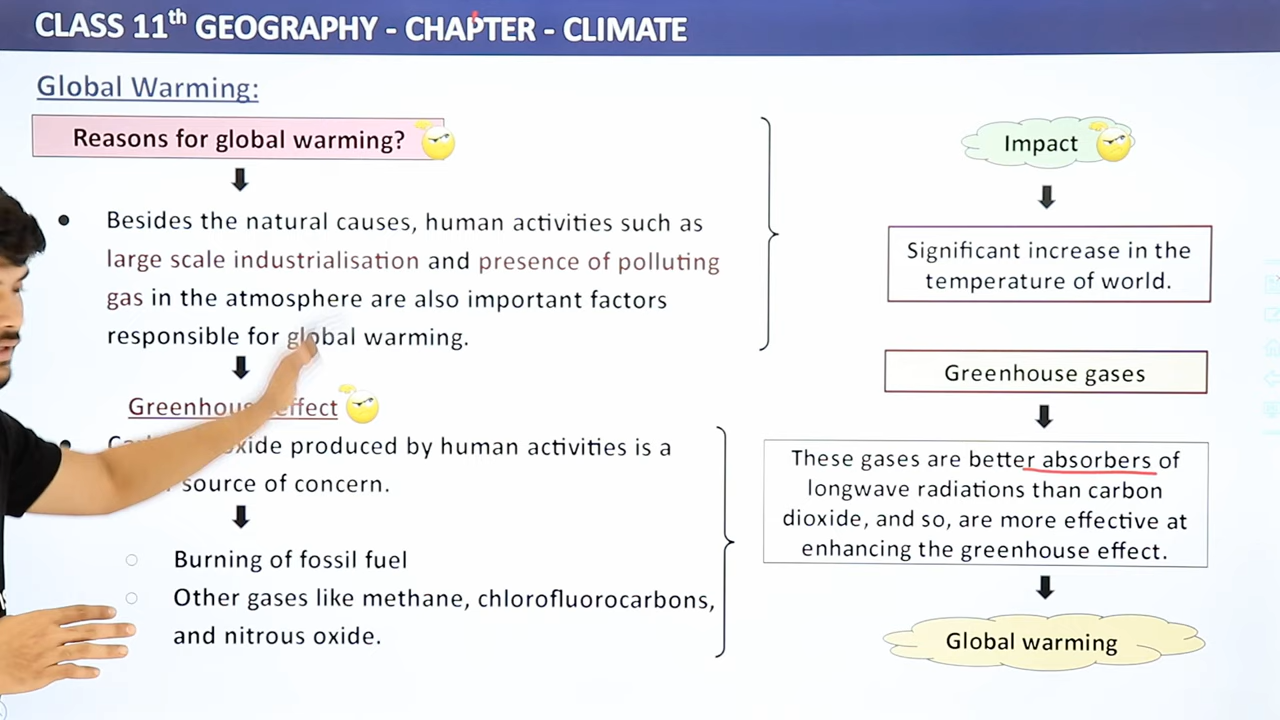 CLASS 11th GEOGRAPHY - CHAPTER - CLIMATE
Global Warming:
Reasons for global warming?
Besides the natural causes, human activities such as
large scale industrialisation and presence of polluting
gas in the atmosphere are also important factors
responsible for global warming.
Greenhouse effect
produced by human activities is a
source of concern.
Burning of fossil fuel
Other gases like methane, chlorofluorocarbons,
and nitrous oxide.
Impact
Significant increase in the
temperature of world.
Greenhouse gases
These gases are better absorbers of
longwave radiations than carbon
dioxide, and so, are more effective at
enhancing the greenhouse effect.
Global warming